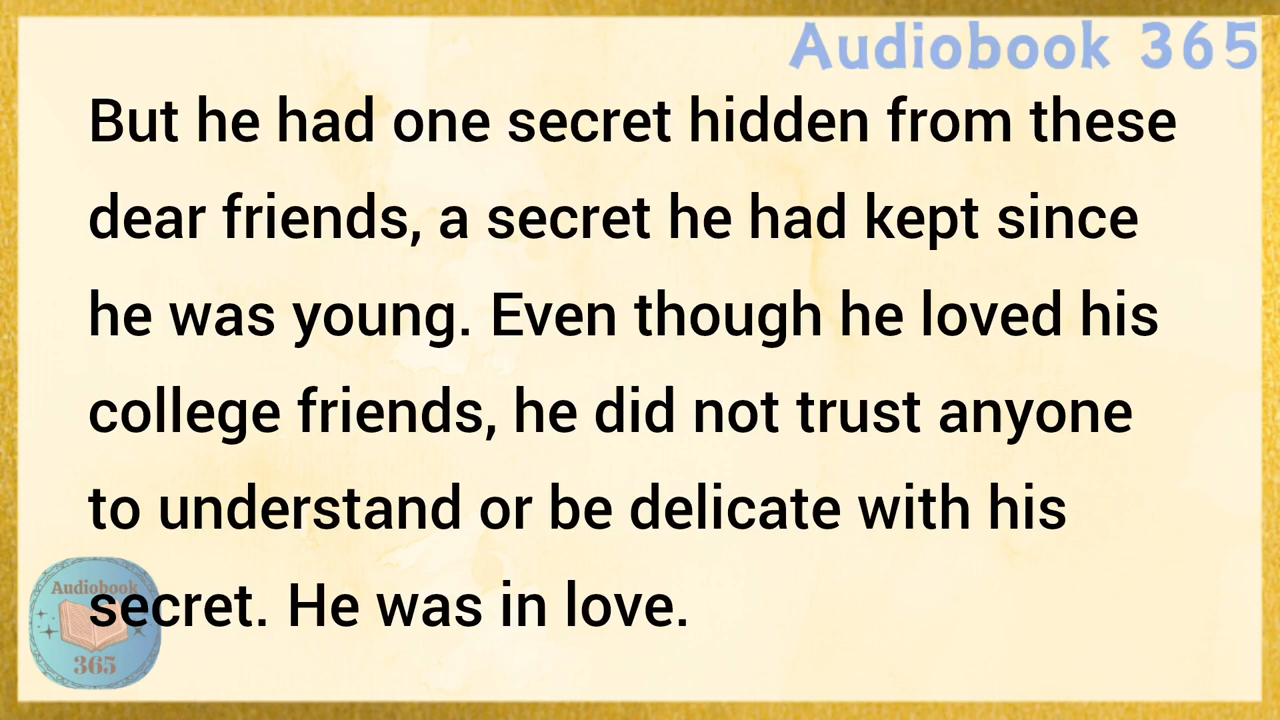 Audiobook 365
But he had one secret hidden from these
dear friends, a secret he had kept since
he was young. Even though he loved his
college friends, he did not trust anyone
to understand or be delicate with his
secret. He was in love.
Audiobook
365